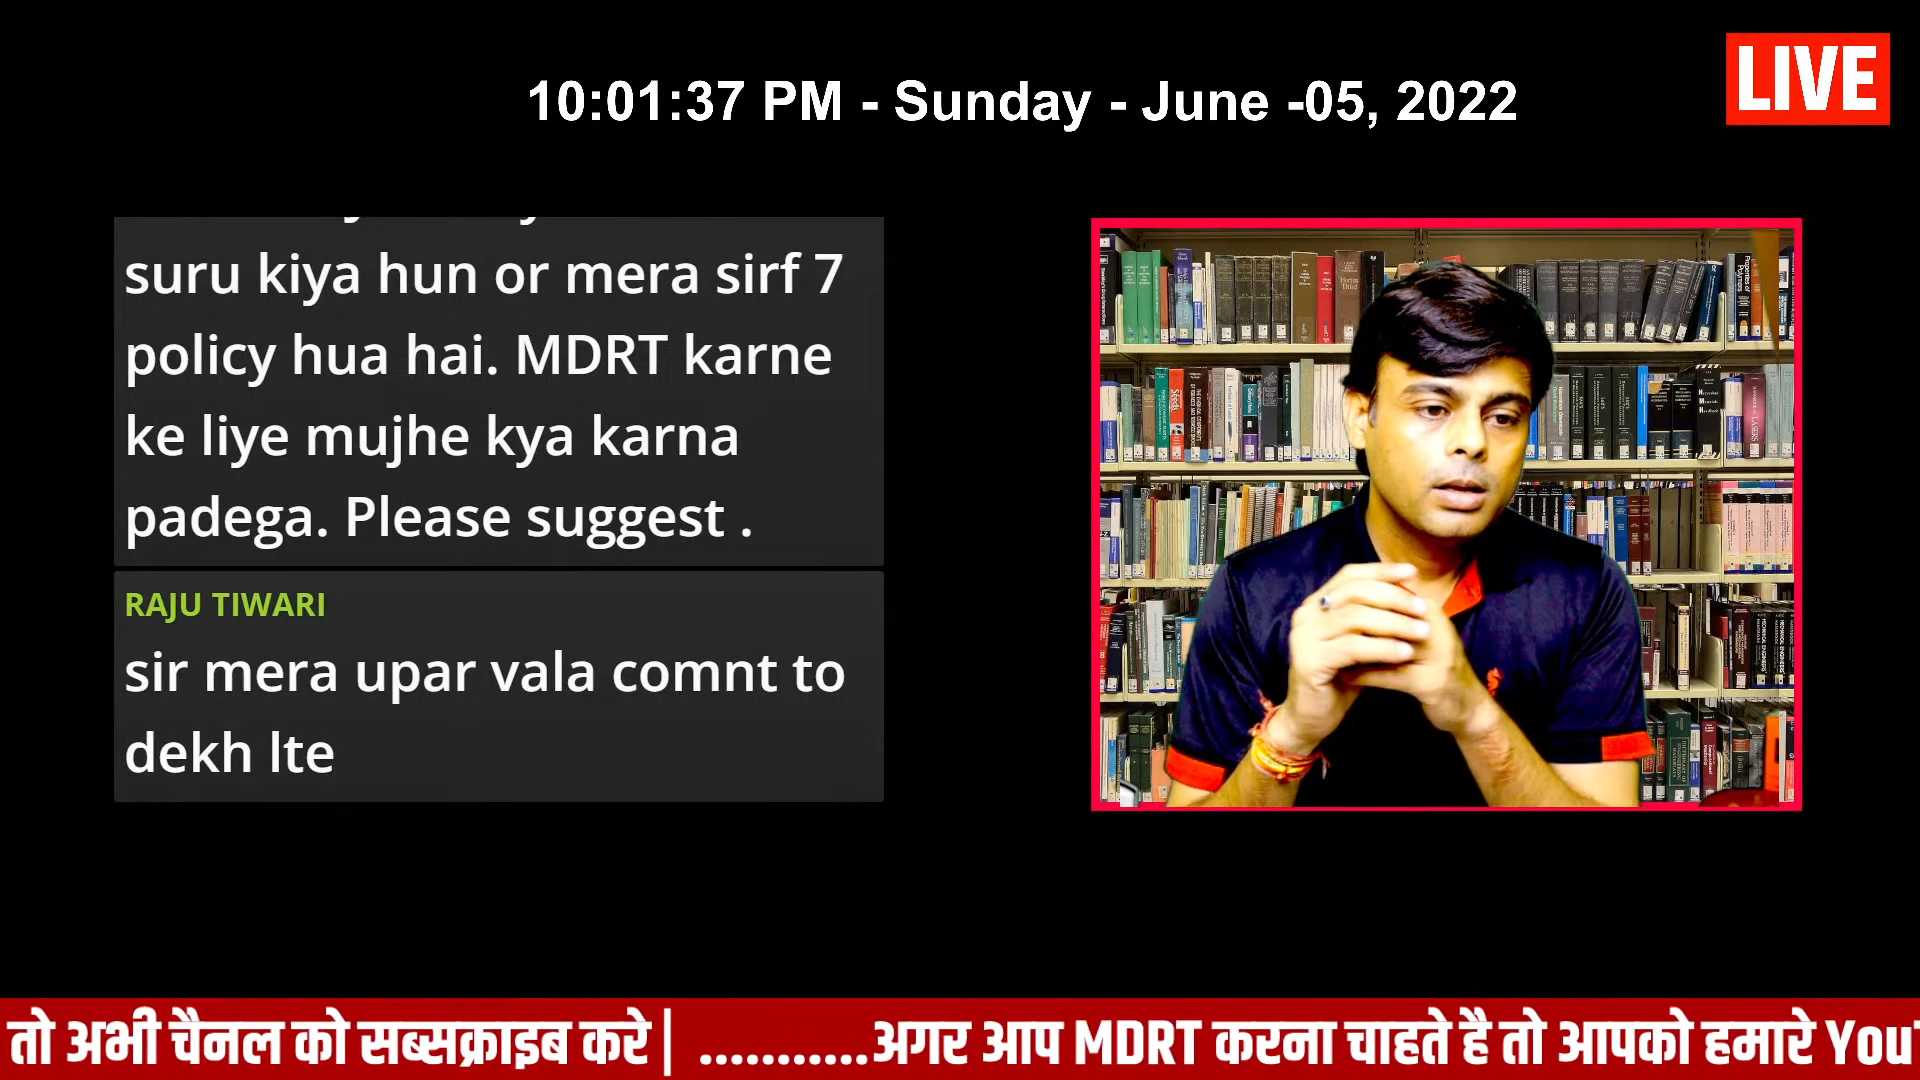 10:01:37 PM - Sunday - June -05, 2022
LIVE
suru kiya hun or mera sirf 7
policy hua hai. MDRT karne
ke liye mujhe kya karna
padega. Please suggest .
RAJU TIWARI
sir mera upar vala comnt to
dekh lte
तो अभी चैनल को सब्सक्राइब करे | ...........अगर आप MDRT करना चाहते है तो आपको हमारे You